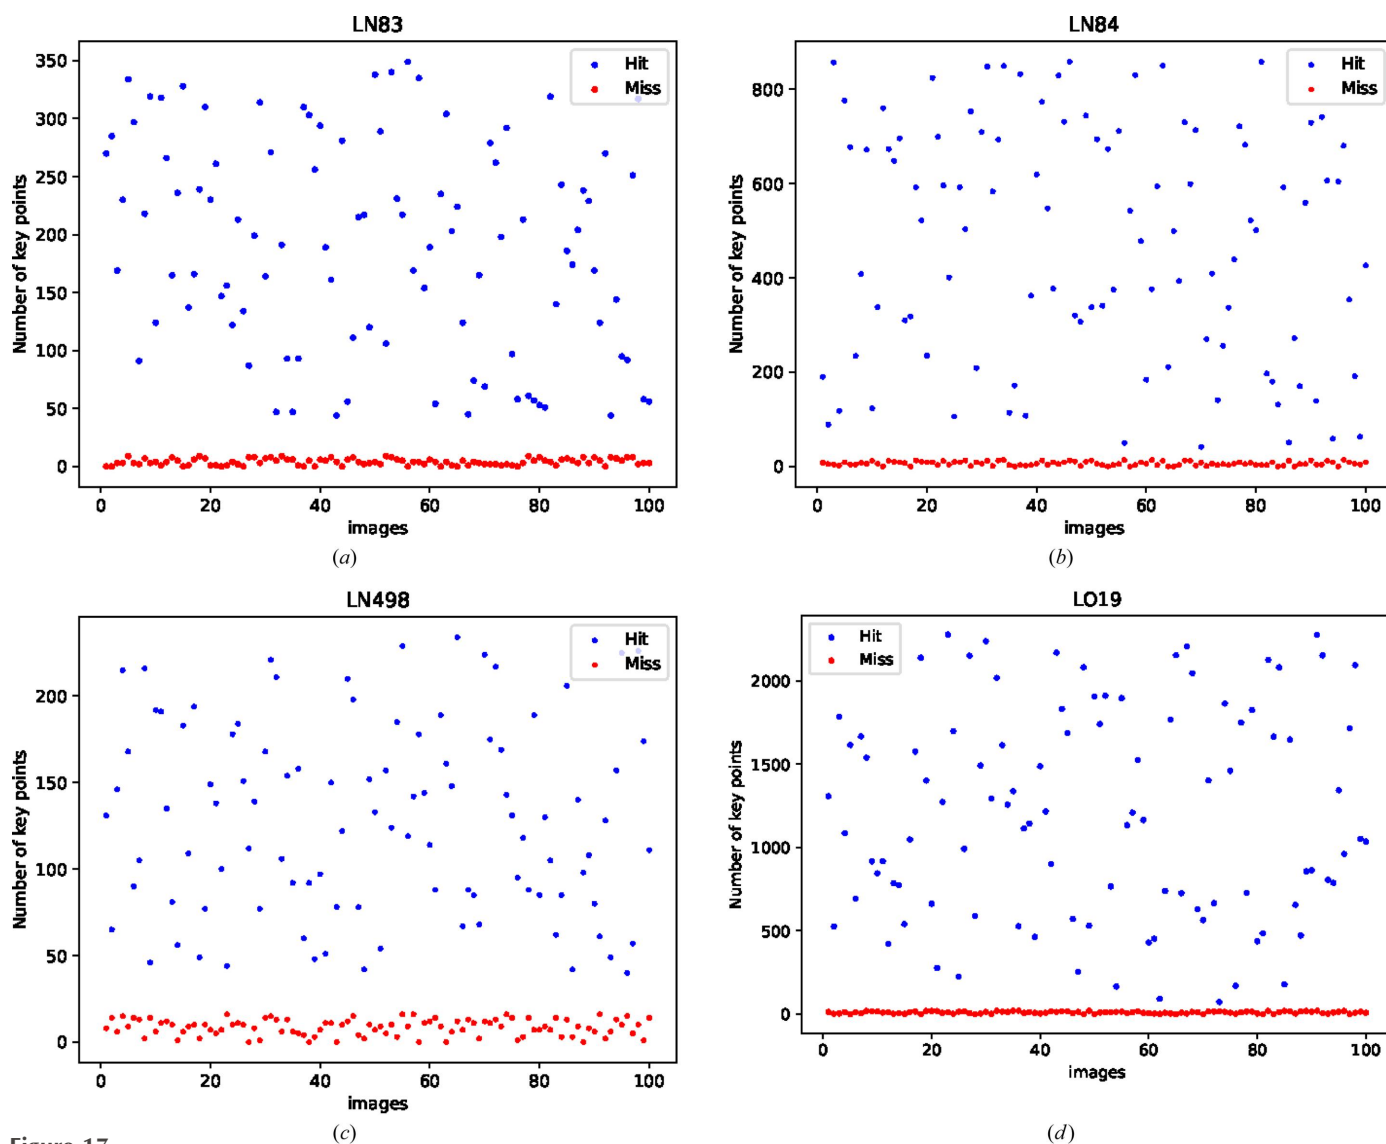 LN83
Hit
Miss
350
300
250
200
150
100
50
0
Number of key points
0 20 40 60 80 100
images
(a)
LN84
Hit
Miss
800
600
400
200
0
Number of key points
0 20 40 60 80 100
images
(b)
LN498
Hit
Miss
200
150
100
50
0
Number of key points
0 20 40 60 80 100
images
(c)
LO19
Hit
Miss
2000
1500
1000
500
0
Number of key points
0 20 40 60 80 100
images
(d)
Figure 17